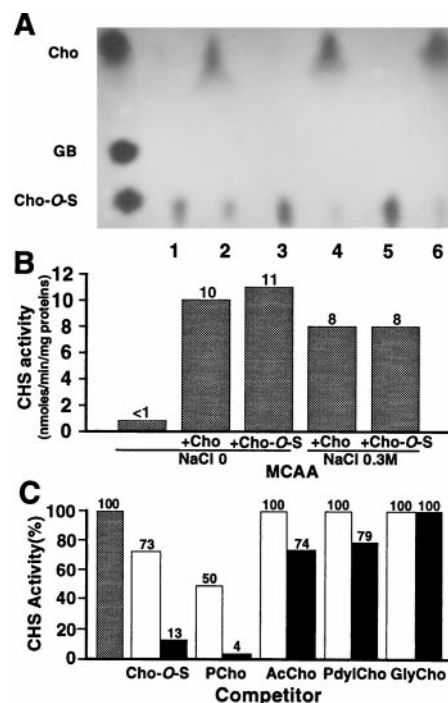 A
Cho
GB
Cho-O-S
1 2 3 4 5 6
B
CHS activity
(nmoles/min/mg proteins)
12
10
8
6
4
2
0
<1
10
11
8
8
+Cho +Cho-O-S +Cho +Cho-O-S
NaCl 0 NaCl 0.3M
MCAA
C
CHS Activity(%)
100
80
60
40
20
0
100
73
13
50
4
100
74
100
79
100 100
Cho-O-S PCho AcCho PdylCho GlyCho
Competitor